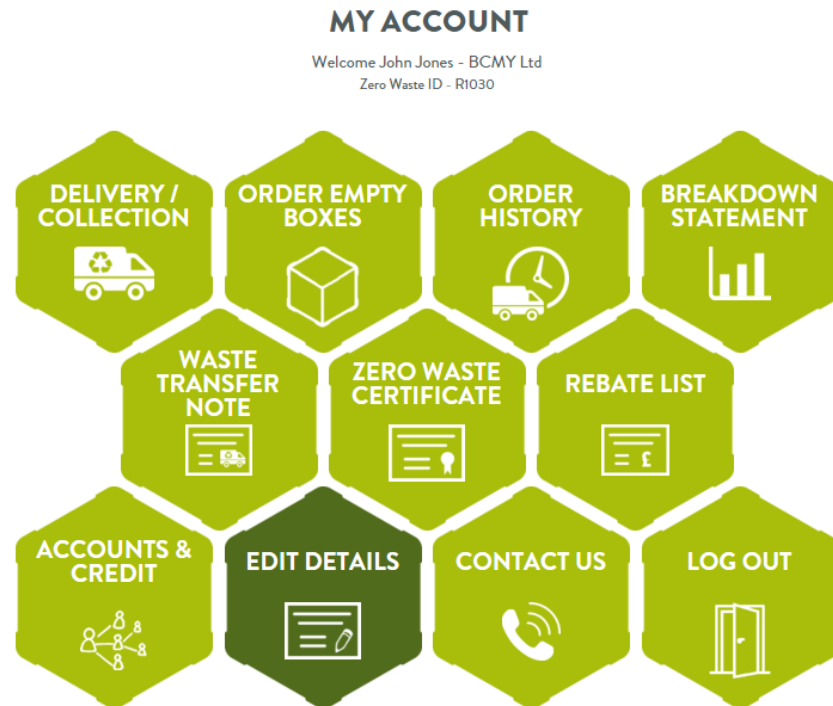 MY ACCOUNT
Welcome John Jones - BCMY Ltd
Zero Waste ID - R1030
DELIVERY /
COLLECTION
ORDER EMPTY
BOXES
ORDER
HISTORY
BREAKDOWN
STATEMENT
WASTE
TRANSFER
NOTE
ZERO WASTE
CERTIFICATE
REBATE LIST
£
ACCOUNTS &
CREDIT
EDIT DETAILS
CONTACT US
LOG OUT